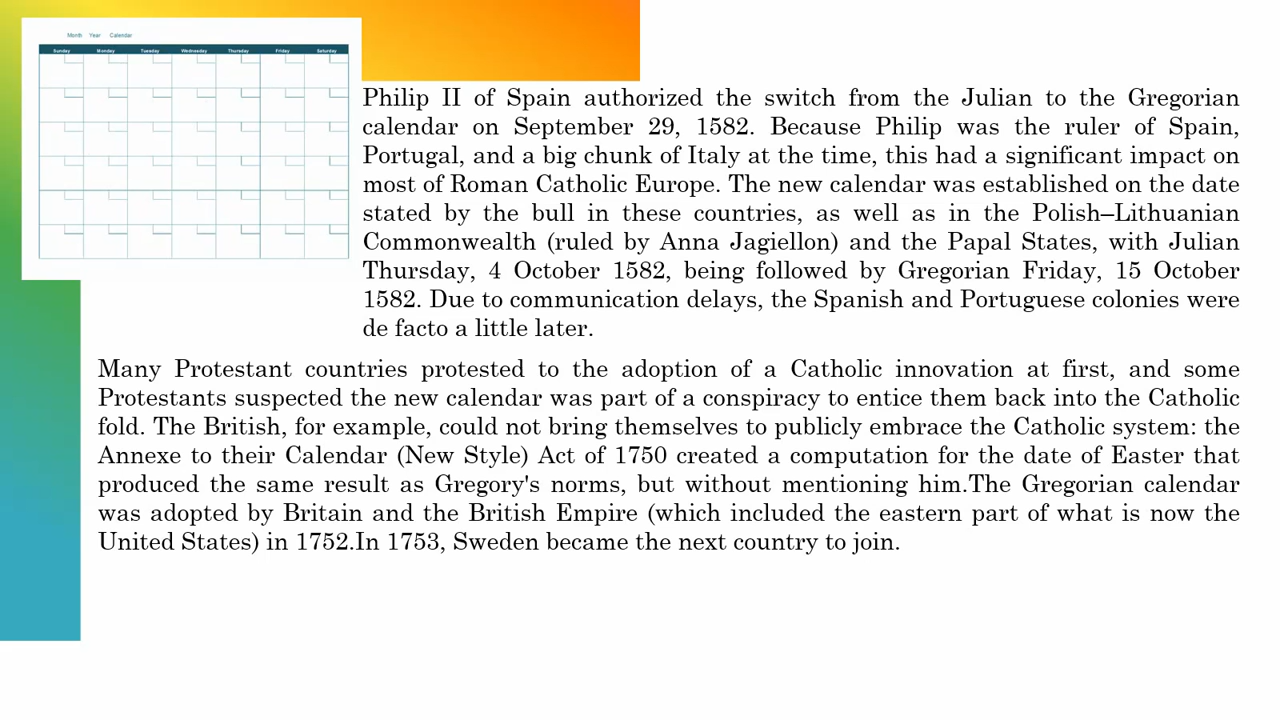 Month Year Calendar
Sunday Monday Tuesday Wednesday Thursday Friday Saturday
Philip II of Spain authorized the switch from the Julian to the Gregorian
calendar on September 29, 1582. Because Philip was the ruler of Spain,
Portugal, and a big chunk of Italy at the time, this had a significant impact on
most of Roman Catholic Europe. The new calendar was established on the date
stated by the bull in these countries, as well as in the Polish–Lithuanian
Commonwealth (ruled by Anna Jagiellon) and the Papal States, with Julian
Thursday, 4 October 1582, being followed by Gregorian Friday, 15 October
1582. Due to communication delays, the Spanish and Portuguese colonies were
de facto a little later.
Many Protestant countries protested to the adoption of a Catholic innovation at first, and some
Protestants suspected the new calendar was part of a conspiracy to entice them back into the Catholic
fold. The British, for example, could not bring themselves to publicly embrace the Catholic system: the
Annexe to their Calendar (New Style) Act of 1750 created a computation for the date of Easter that
produced the same result as Gregory's norms, but without mentioning him.The Gregorian calendar
was adopted by Britain and the British Empire (which included the eastern part of what is now the
United States) in 1752.In 1753, Sweden became the next country to join.